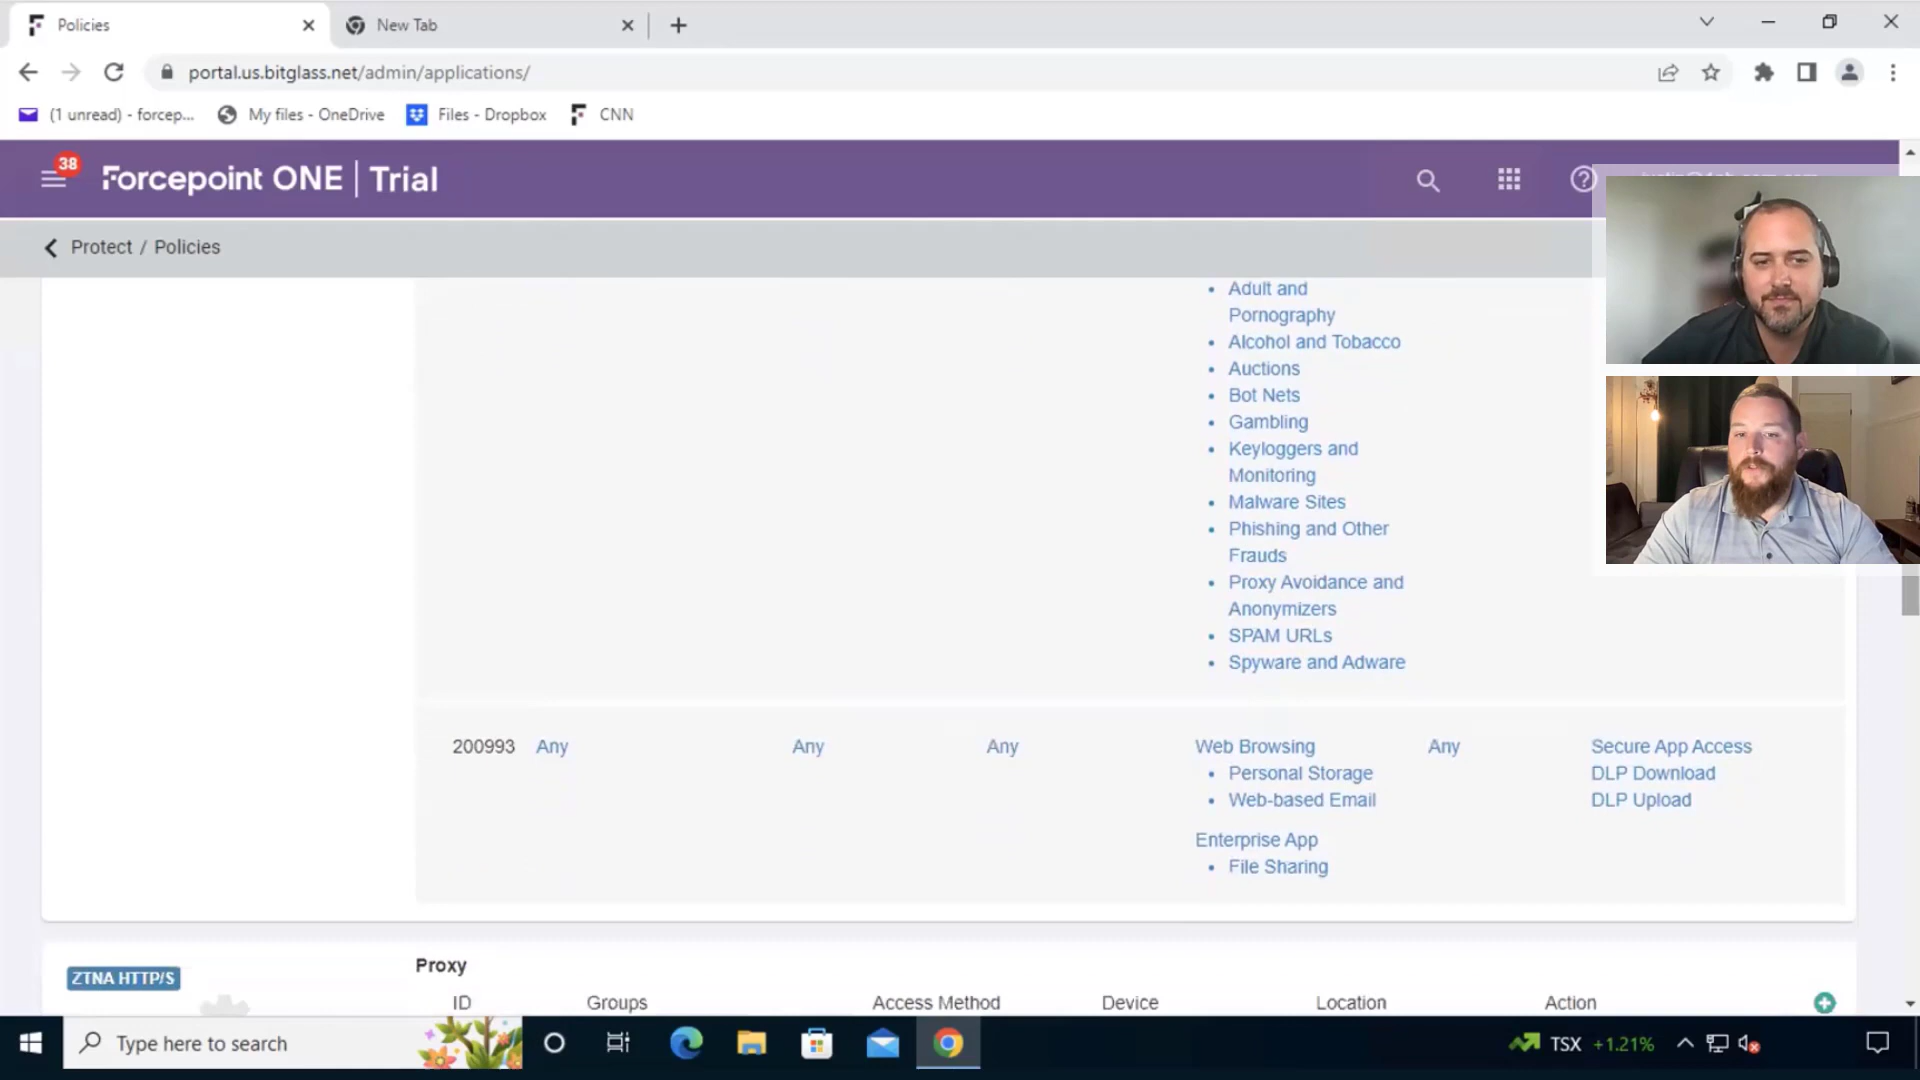 Policies
New Tab
portal.us.bitglass.net/admin/applications/
(1 unread) - forcep...
My files - OneDrive
Files - Dropbox
CNN
38
Forcepoint ONE | Trial
Protect / Policies
Adult and
Pornography
Alcohol and Tobacco
Auctions
Bot Nets
Gambling
Keyloggers and
Monitoring
Malware Sites
Phishing and Other
Frauds
Proxy Avoidance and
Anonymizers
SPAM URLs
Spyware and Adware
200993 Any Any Any Web Browsing Any Secure App Access
Personal Storage DLP Download
Web-based Email DLP Upload
Enterprise App
File Sharing
ZTNA HTTP/S
Proxy
ID Groups Access Method Device Location Action
Type here to search
TSX +1.21%